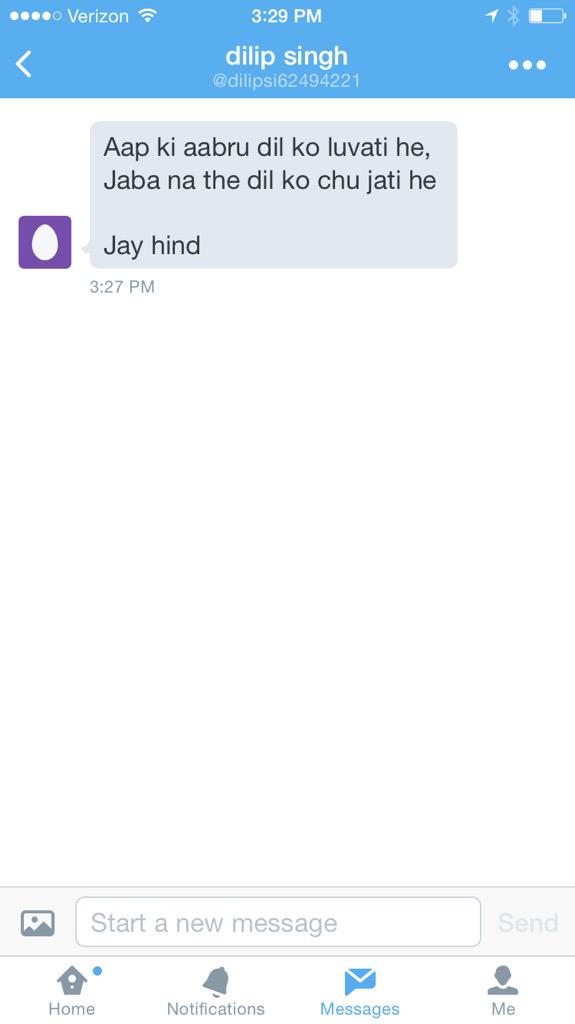 Verizon 3:29 PM
dilip singh
@dilipsi62494221
Aap ki aabru dil ko luvati he,
Jaba na the dil ko chu jati he
Jay hind
3:27 PM
Start a new message Send
Home Notifications Messages Me